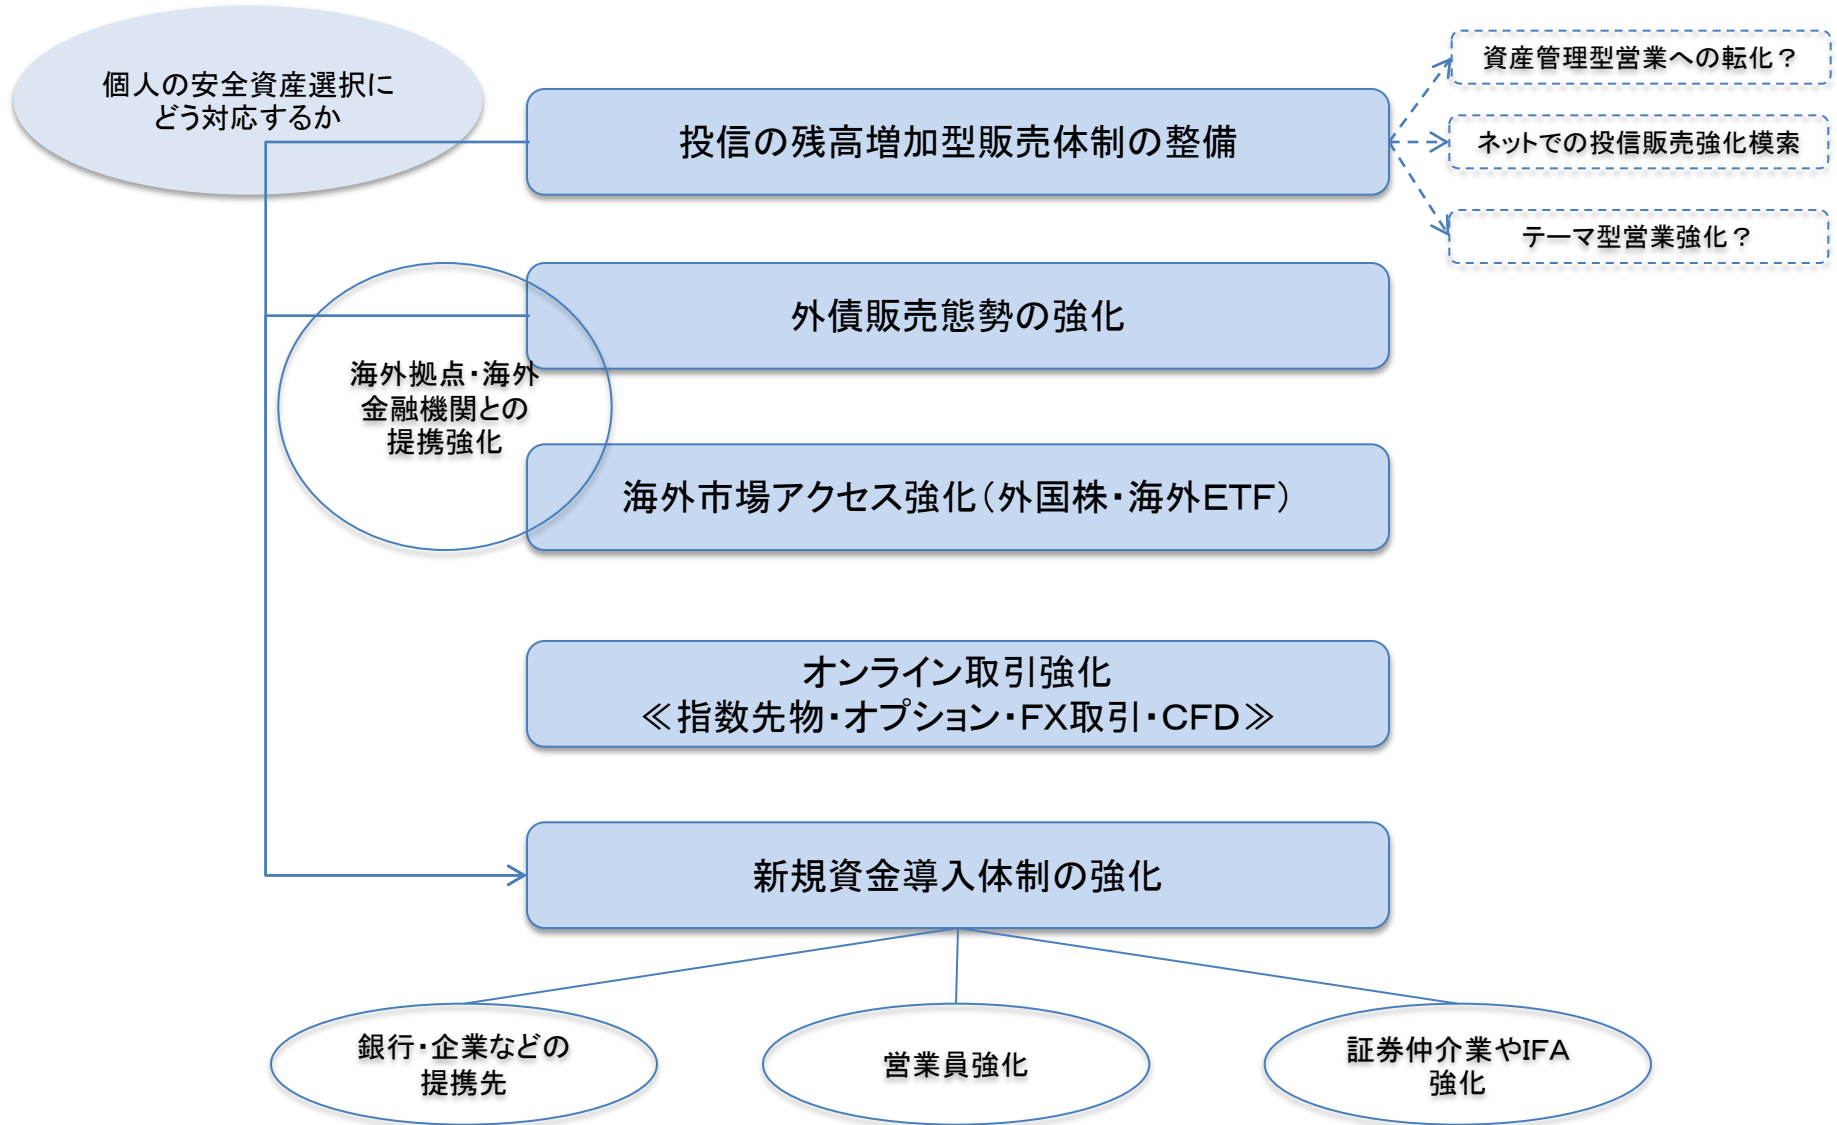 個人の安全資産選択に
どう対応するか
投信の残高増加型販売体制の整備
資産管理型営業への転化？
ネットでの投信販売強化模索
テーマ型営業強化？
外債販売態勢の強化
海外拠点・海外
金融機関との
提携強化
海外市場アクセス強化（外国株・海外ETF）
オンライン取引強化
≪指数先物・オプション・FX取引・CFD≫
新規資金導入体制の強化
銀行・企業などの
提携先
営業員強化
証券仲介業やIFA
強化